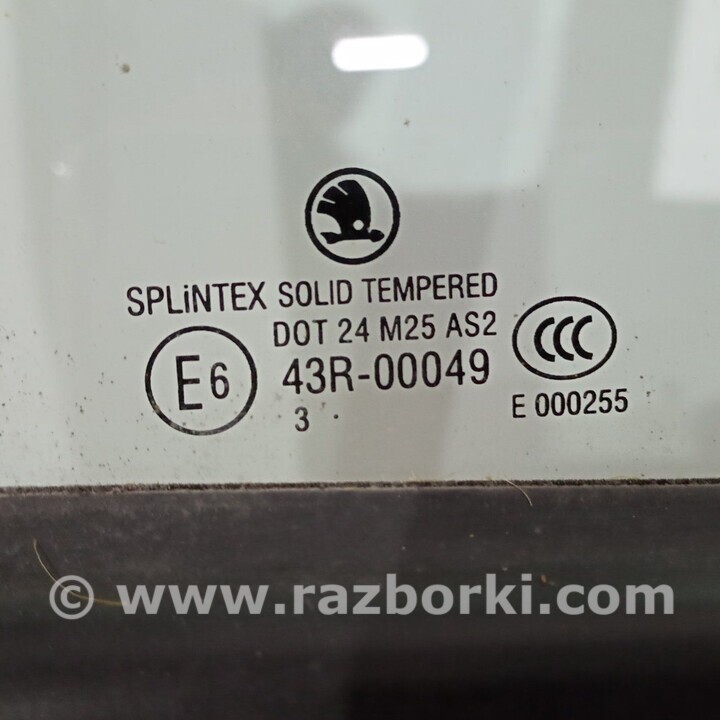 SPLiNTEX SOLID TEMPERED
DOT 24 M25 AS2
E6 43R-00049
CCC
3 .
E 000255
© www.razborki.com